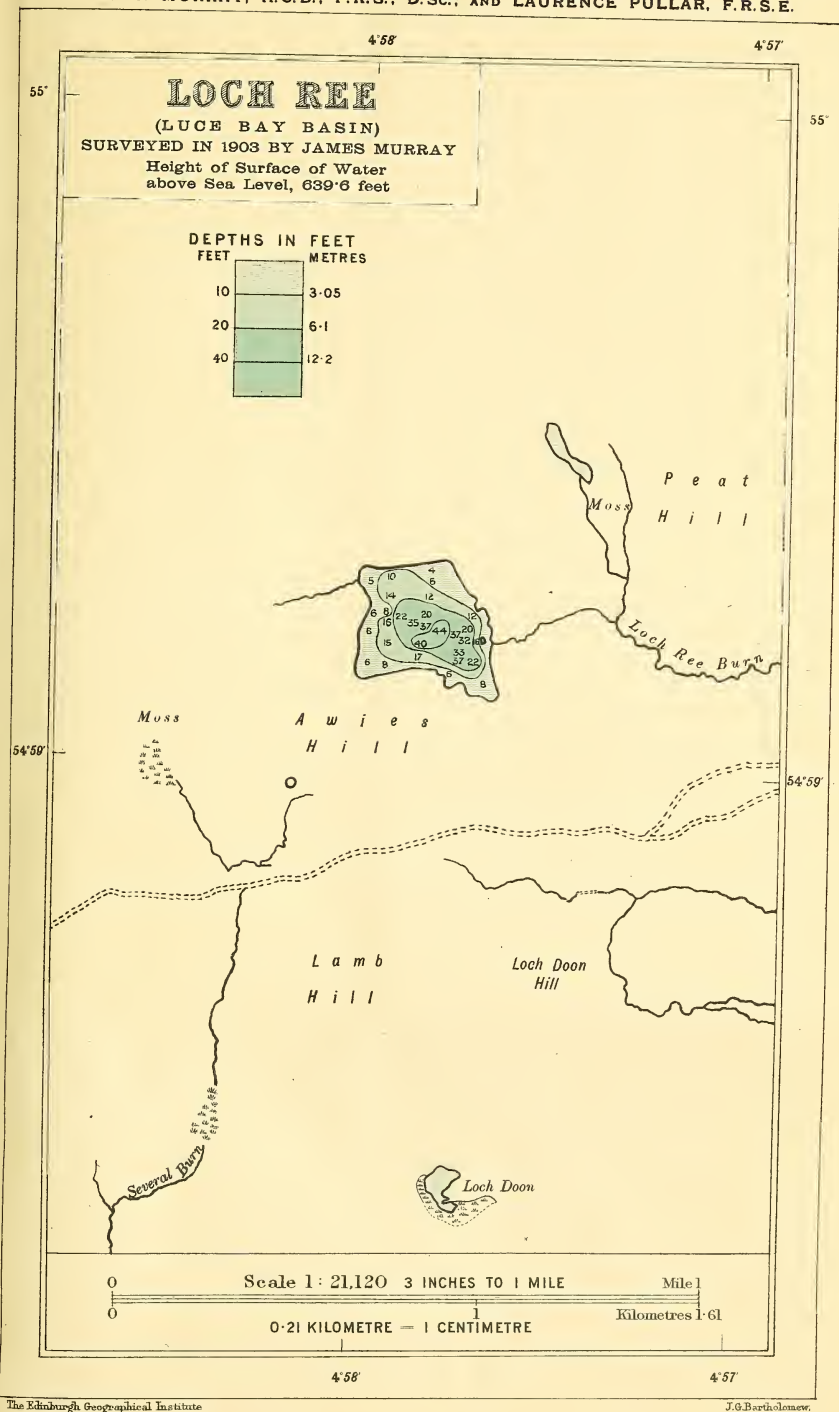 AND LAURENCE PULLAR, F.R.S.E.
4°58′ 4°57′
55° 55°
LOCH REE
(LUCE BAY BASIN)
SURVEYED IN 1903 BY JAMES MURRAY
Height of Surface of Water
above Sea Level, 639·6 feet
DEPTHS IN FEET
FEET METRES
10 3·05
20 6·1
40 12·2
Peat
Hill
Moss
4
5 10 6
14 12
6 8 22 20 12
16 35 37 44 37 20
6 32
15 40
33
6 8 17 37 22
6 8
Loch Ree Burn
Moss
Awies
Hill
54°59′ 54°59′
Lamb
Hill
Loch Doon
Hill
Several Burn
Loch Doon
0 Scale 1 : 21,120 3 INCHES TO 1 MILE Mile 1
0 1 Kilometres 1·61
0·21 KILOMETRE = 1 CENTIMETRE
4°58′ 4°57′
The Edinburgh Geographical Institute J.G.Bartholomew.